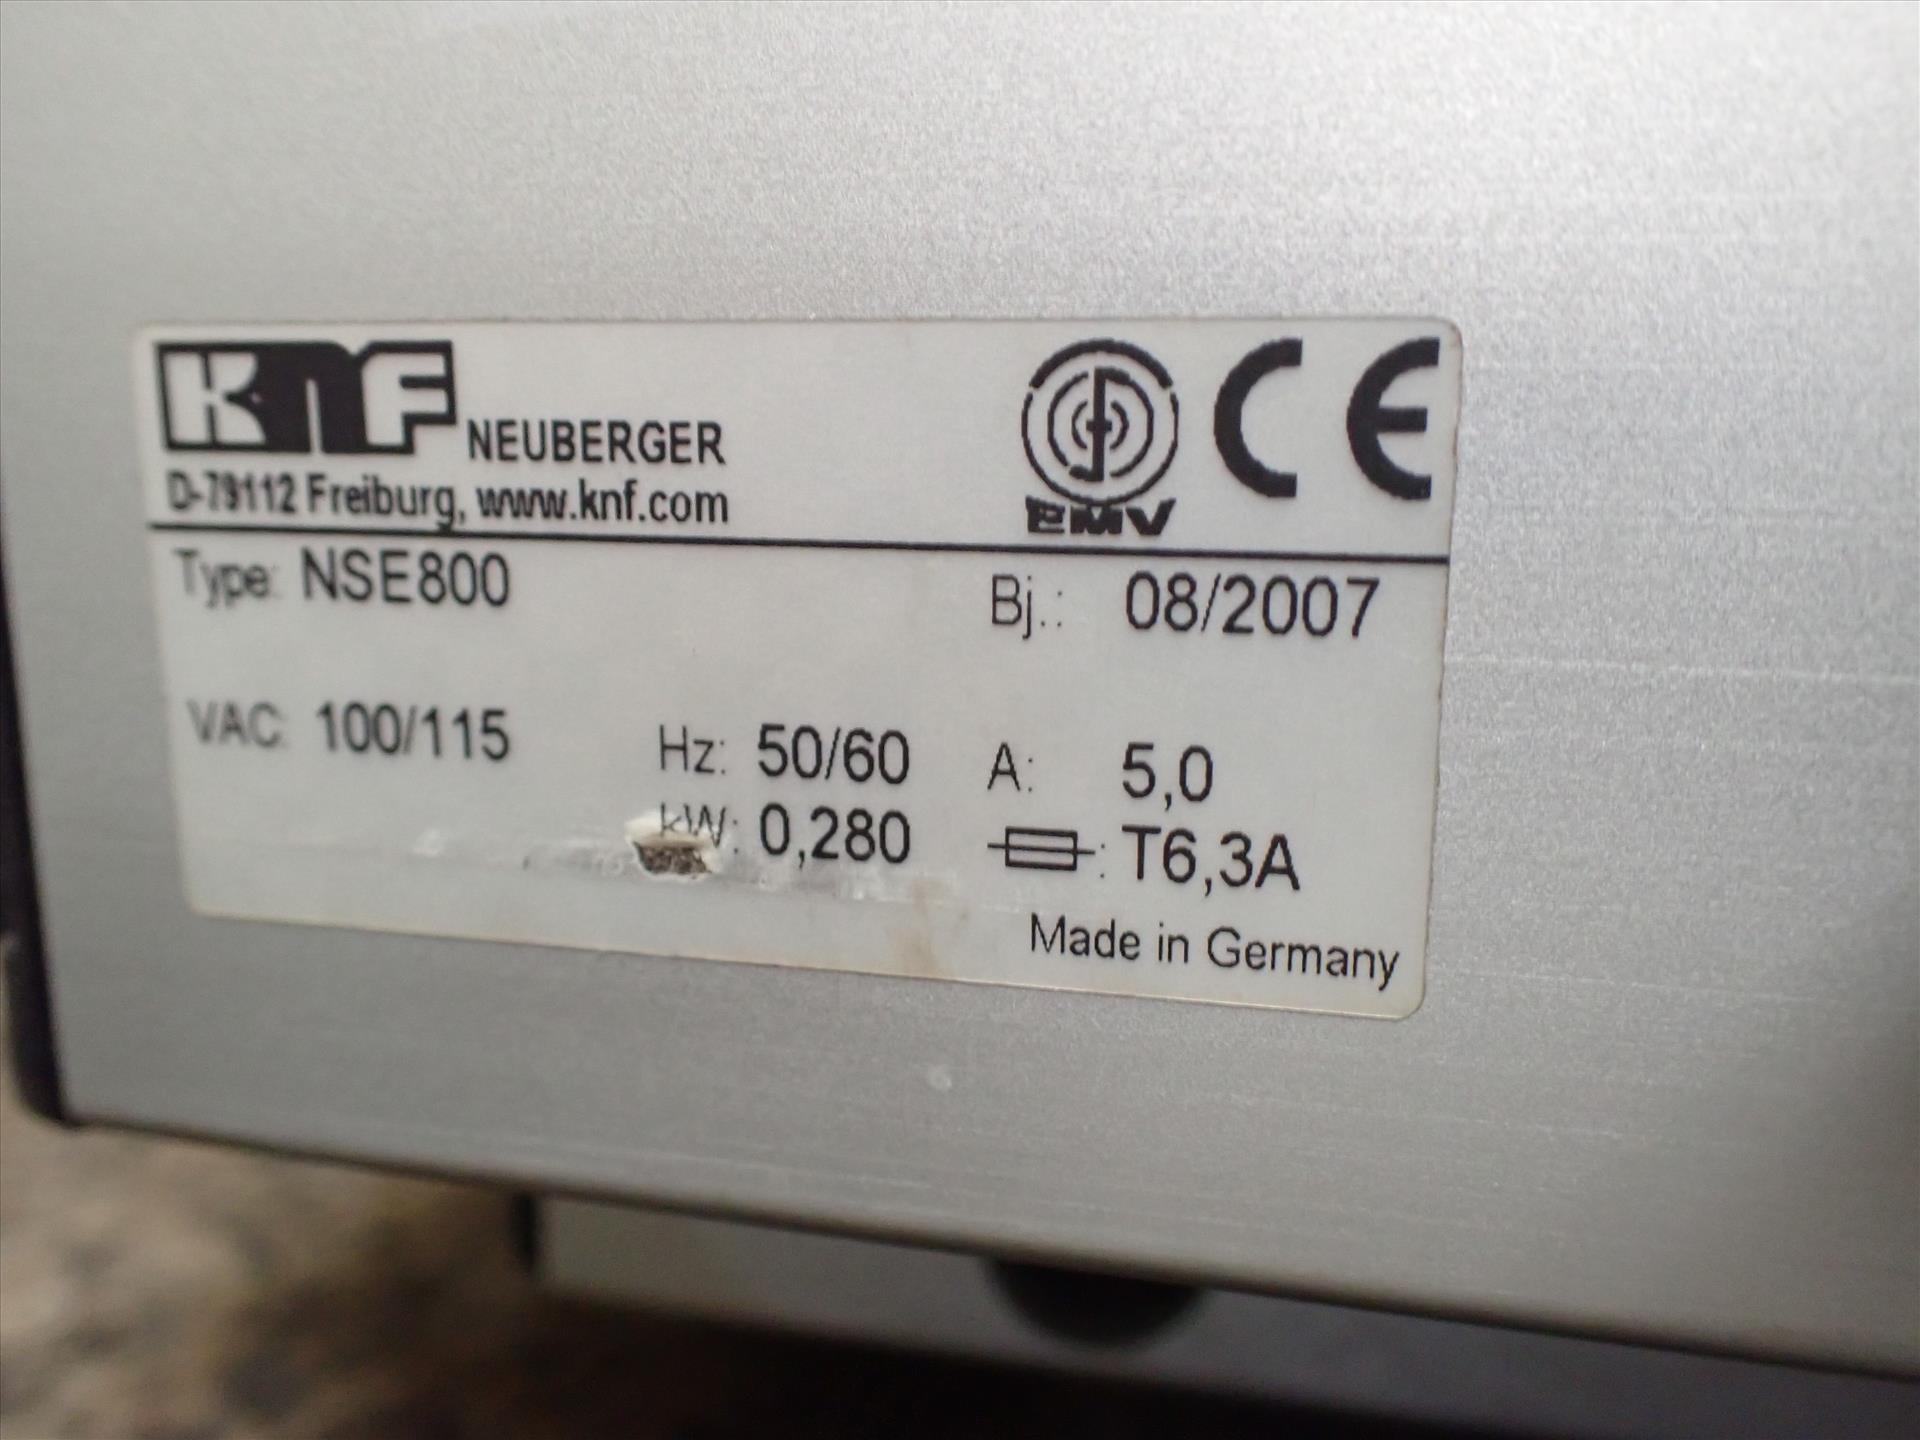 KNF NEUBERGER
D-79112 Freiburg, www.knf.com
EMV
CE
Type: NSE800
Bj.: 08/2007
VAC: 100/115
Hz: 50/60
A: 5,0
kW: 0,280
: T6,3A
Made in Germany